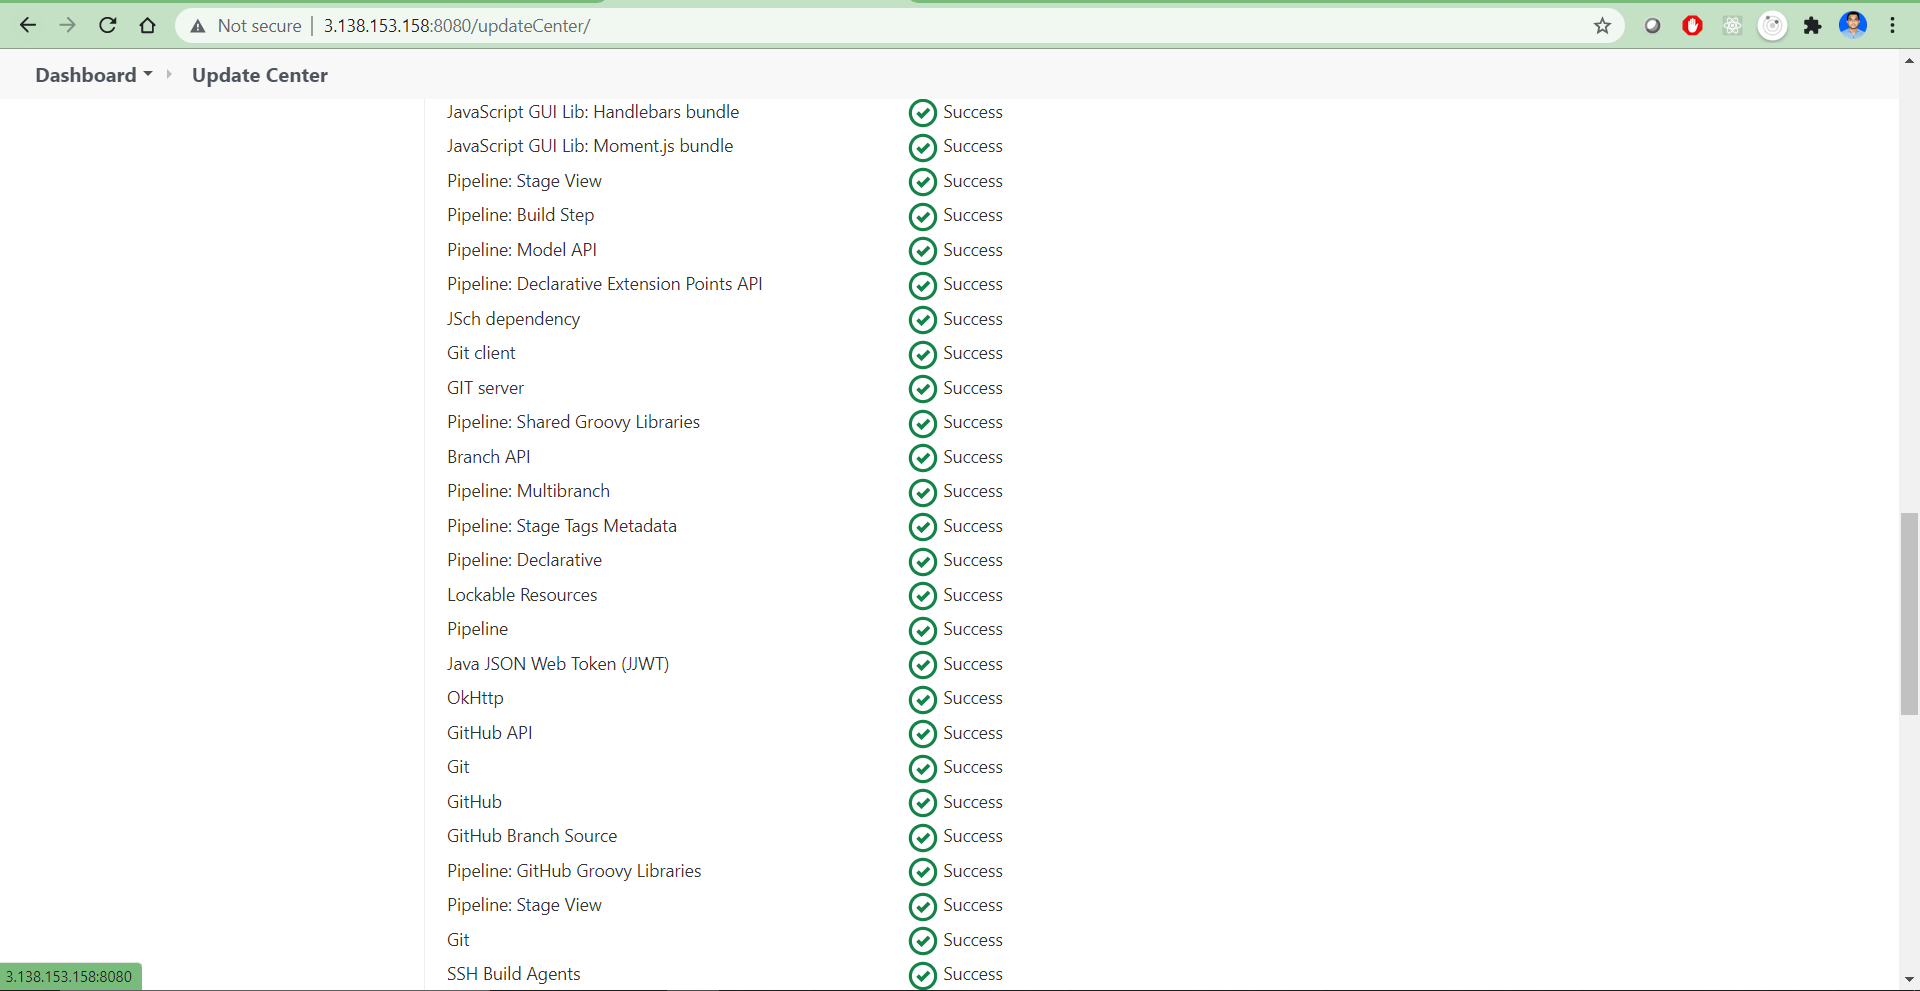 Not secure | 3.138.153.158:8080/updateCenter/
Dashboard Update Center
JavaScript GUI Lib: Handlebars bundle Success
JavaScript GUI Lib: Moment.js bundle Success
Pipeline: Stage View Success
Pipeline: Build Step Success
Pipeline: Model API Success
Pipeline: Declarative Extension Points API Success
JSch dependency Success
Git client Success
GIT server Success
Pipeline: Shared Groovy Libraries Success
Branch API Success
Pipeline: Multibranch Success
Pipeline: Stage Tags Metadata Success
Pipeline: Declarative Success
Lockable Resources Success
Pipeline Success
Java JSON Web Token (JJWT) Success
OkHttp Success
GitHub API Success
Git Success
GitHub Success
GitHub Branch Source Success
Pipeline: GitHub Groovy Libraries Success
Pipeline: Stage View Success
Git Success
SSH Build Agents Success
3.138.153.158:8080